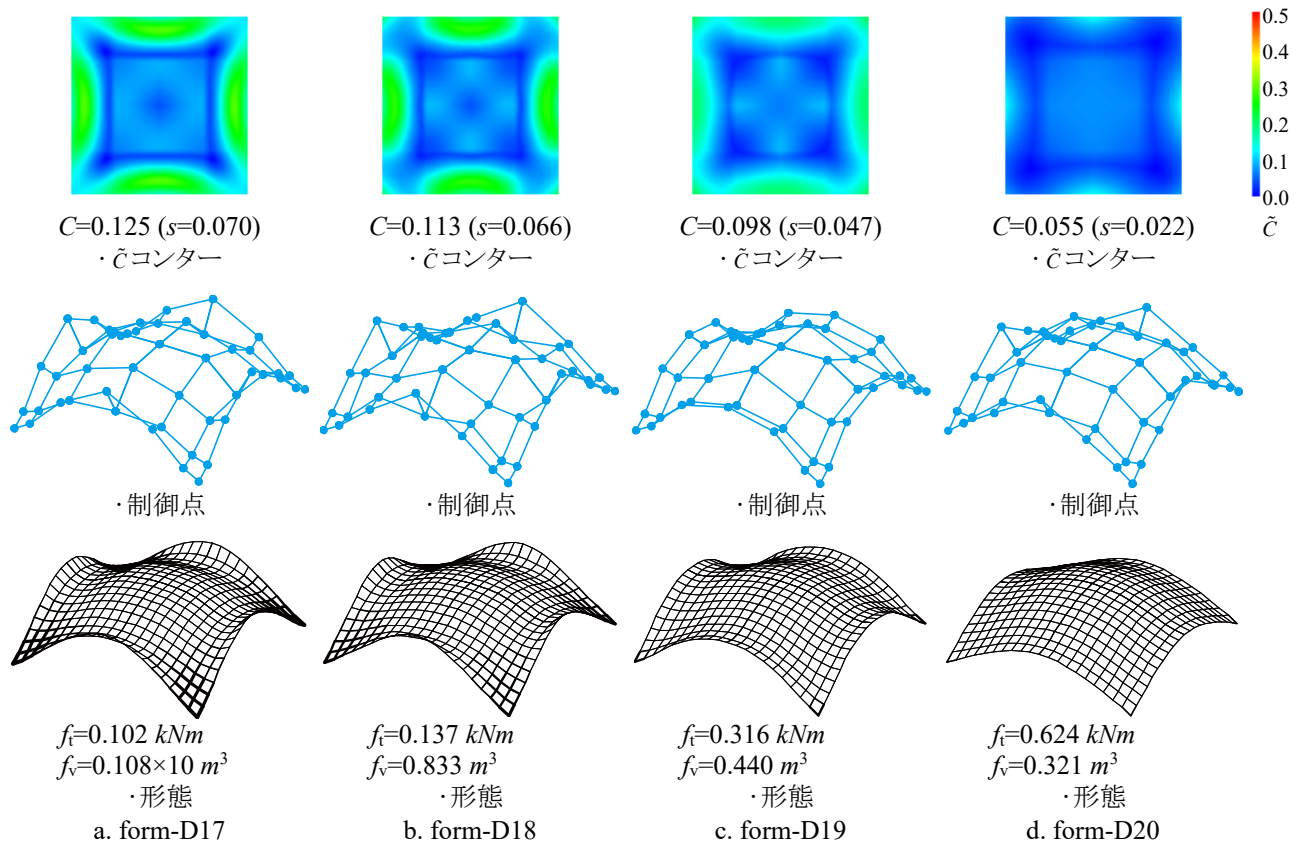 0.5
0.4
0.3
0.2
0.1
0.0
C̃
C=0.125 (s=0.070)
・C̃コンター
C=0.113 (s=0.066)
・C̃コンター
C=0.098 (s=0.047)
・C̃コンター
C=0.055 (s=0.022)
・C̃コンター
・制御点
・制御点
・制御点
・制御点
ft=0.102 kNm
fv=0.108×10 m³
・形態
a. form-D17
ft=0.137 kNm
fv=0.833 m³
・形態
b. form-D18
ft=0.316 kNm
fv=0.440 m³
・形態
c. form-D19
ft=0.624 kNm
fv=0.321 m³
・形態
d. form-D20